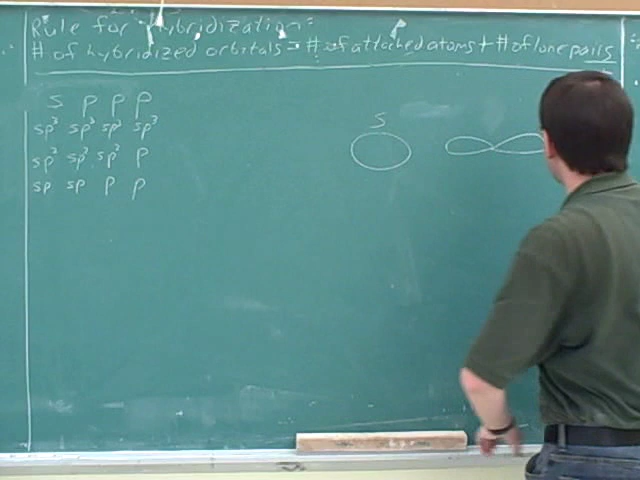 Rule for Hybridization:
# of hybridized orbitals = # of attached atoms + # of lone pairs
s p p p
sp³ sp³ sp³ sp³
sp² sp² sp² p
sp sp p p
s